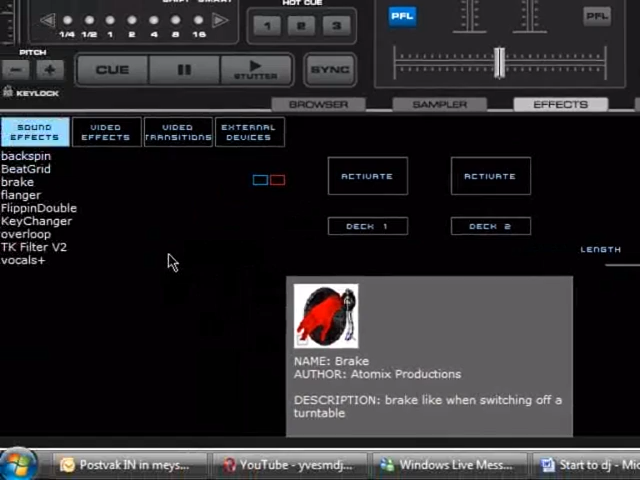 HOT CUE
1 2 3
PFL
PFL
1/4 1/2 1 2 4 8 16
PITCH
KEYLOCK
CUE
STUTTER
SYNC
BROWSER SAMPLER EFFECTS
SOUND EFFECTS
VIDEO EFFECTS
VIDEO TRANSITIONS
EXTERNAL DEVICES
backspin
BeatGrid
brake
flanger
FlippinDouble
KeyChanger
overloop
TK Filter V2
vocals+
ACTIVATE ACTIVATE
DECK 1 DECK 2
LENGTH
NAME: Brake
AUTHOR: Atomix Productions
DESCRIPTION: brake like when switching off a
turntable
Postvak IN in meys... YouTube - yvesmdj... Windows Live Mess... Start to dj - Mic